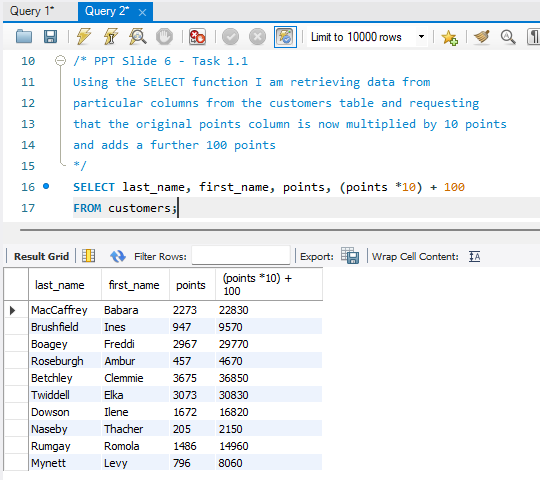 Query 1* Query 2* ×
Limit to 10000 rows
10 /* PPT Slide 6 - Task 1.1
11 Using the SELECT function I am retrieving data from
12 particular columns from the customers table and requesting
13 that the original points column is now multiplied by 10 points
14 and adds a further 100 points
15 */
16 SELECT last_name, first_name, points, (points *10) + 100
17 FROM customers;
Result Grid Filter Rows: Export: Wrap Cell Content:
last_name first_name points (points *10) +
100
MacCaffrey Babara 2273 22830
Brushfield Ines 947 9570
Boagey Freddi 2967 29770
Roseburgh Ambur 457 4670
Betchley Clemmie 3675 36850
Twiddell Elka 3073 30830
Dowson Ilene 1672 16820
Naseby Thacher 205 2150
Rumgay Romola 1486 14960
Mynett Levy 796 8060